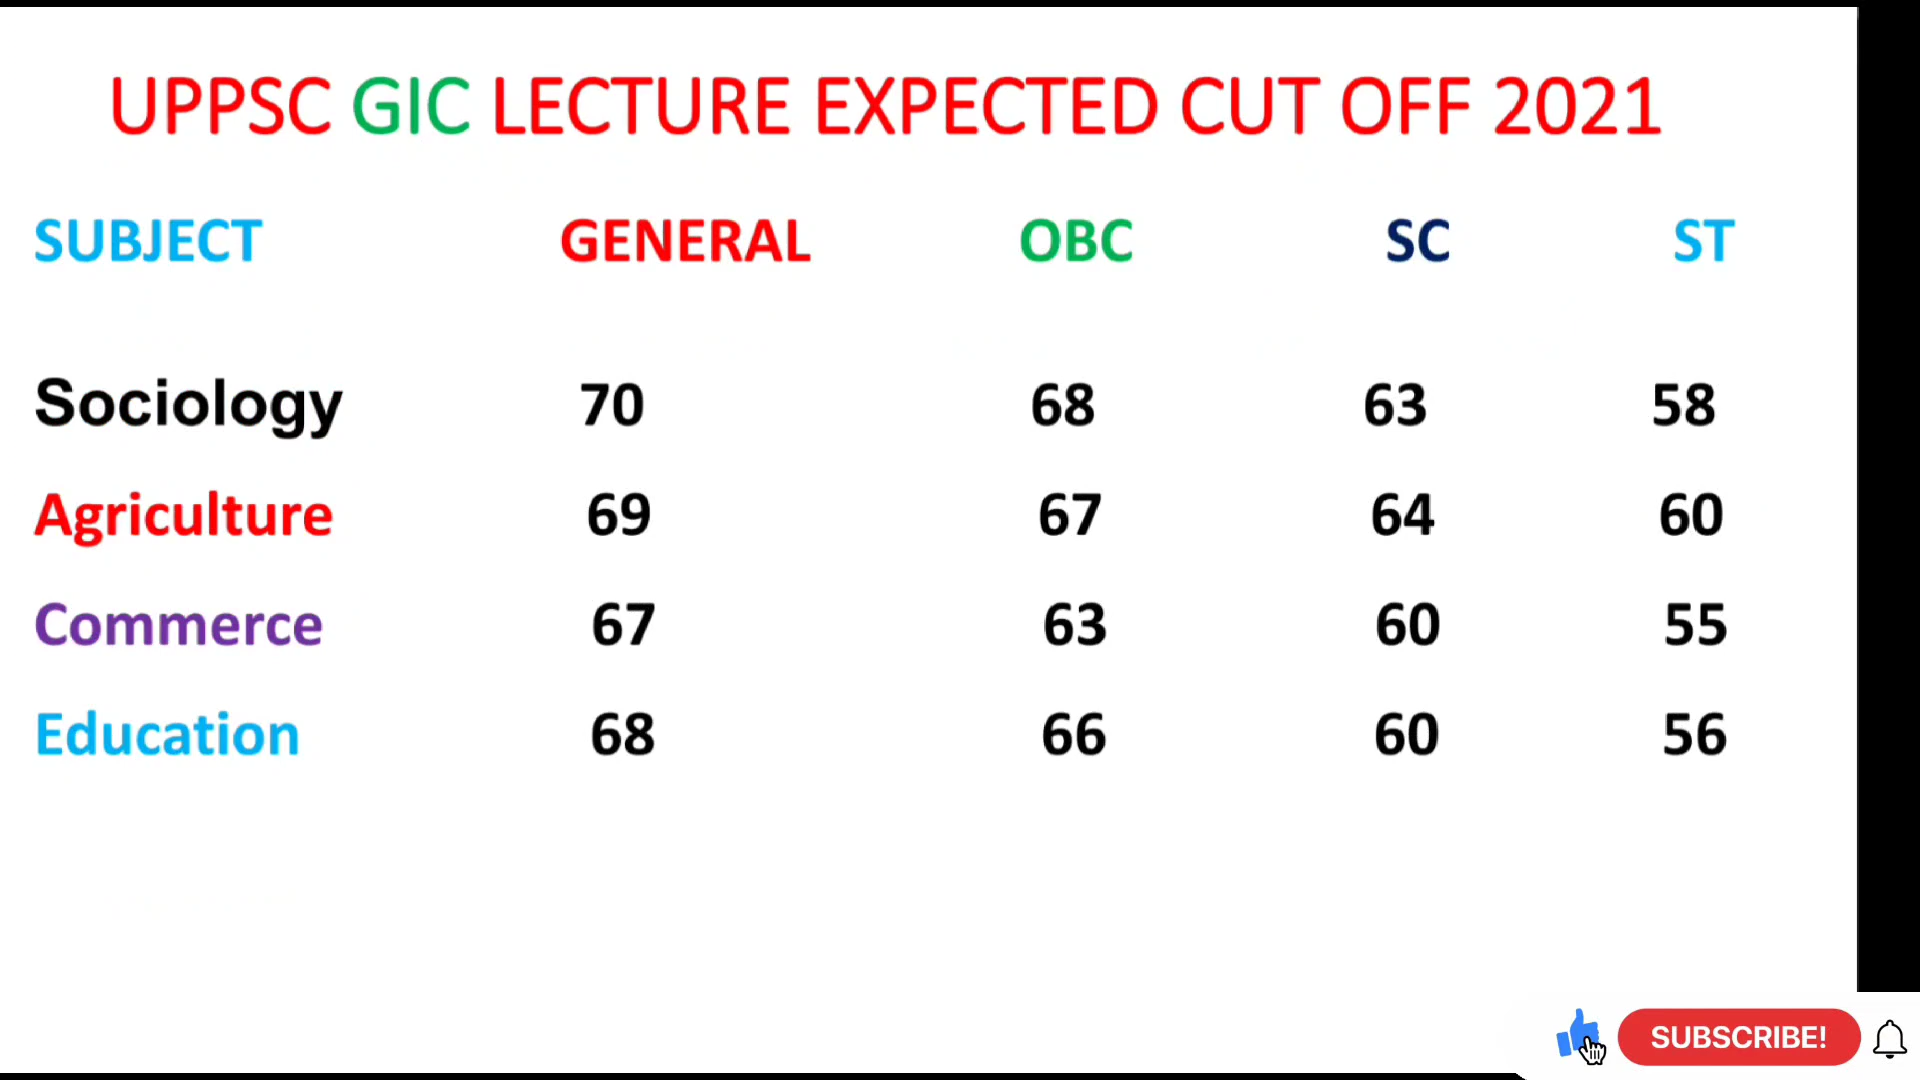 UPPSC GIC LECTURE EXPECTED CUT OFF 2021
SUBJECT GENERAL OBC SC ST
Sociology 70 68 63 58
Agriculture 69 67 64 60
Commerce 67 63 60 55
Education 68 66 60 56
SUBSCRIBE!